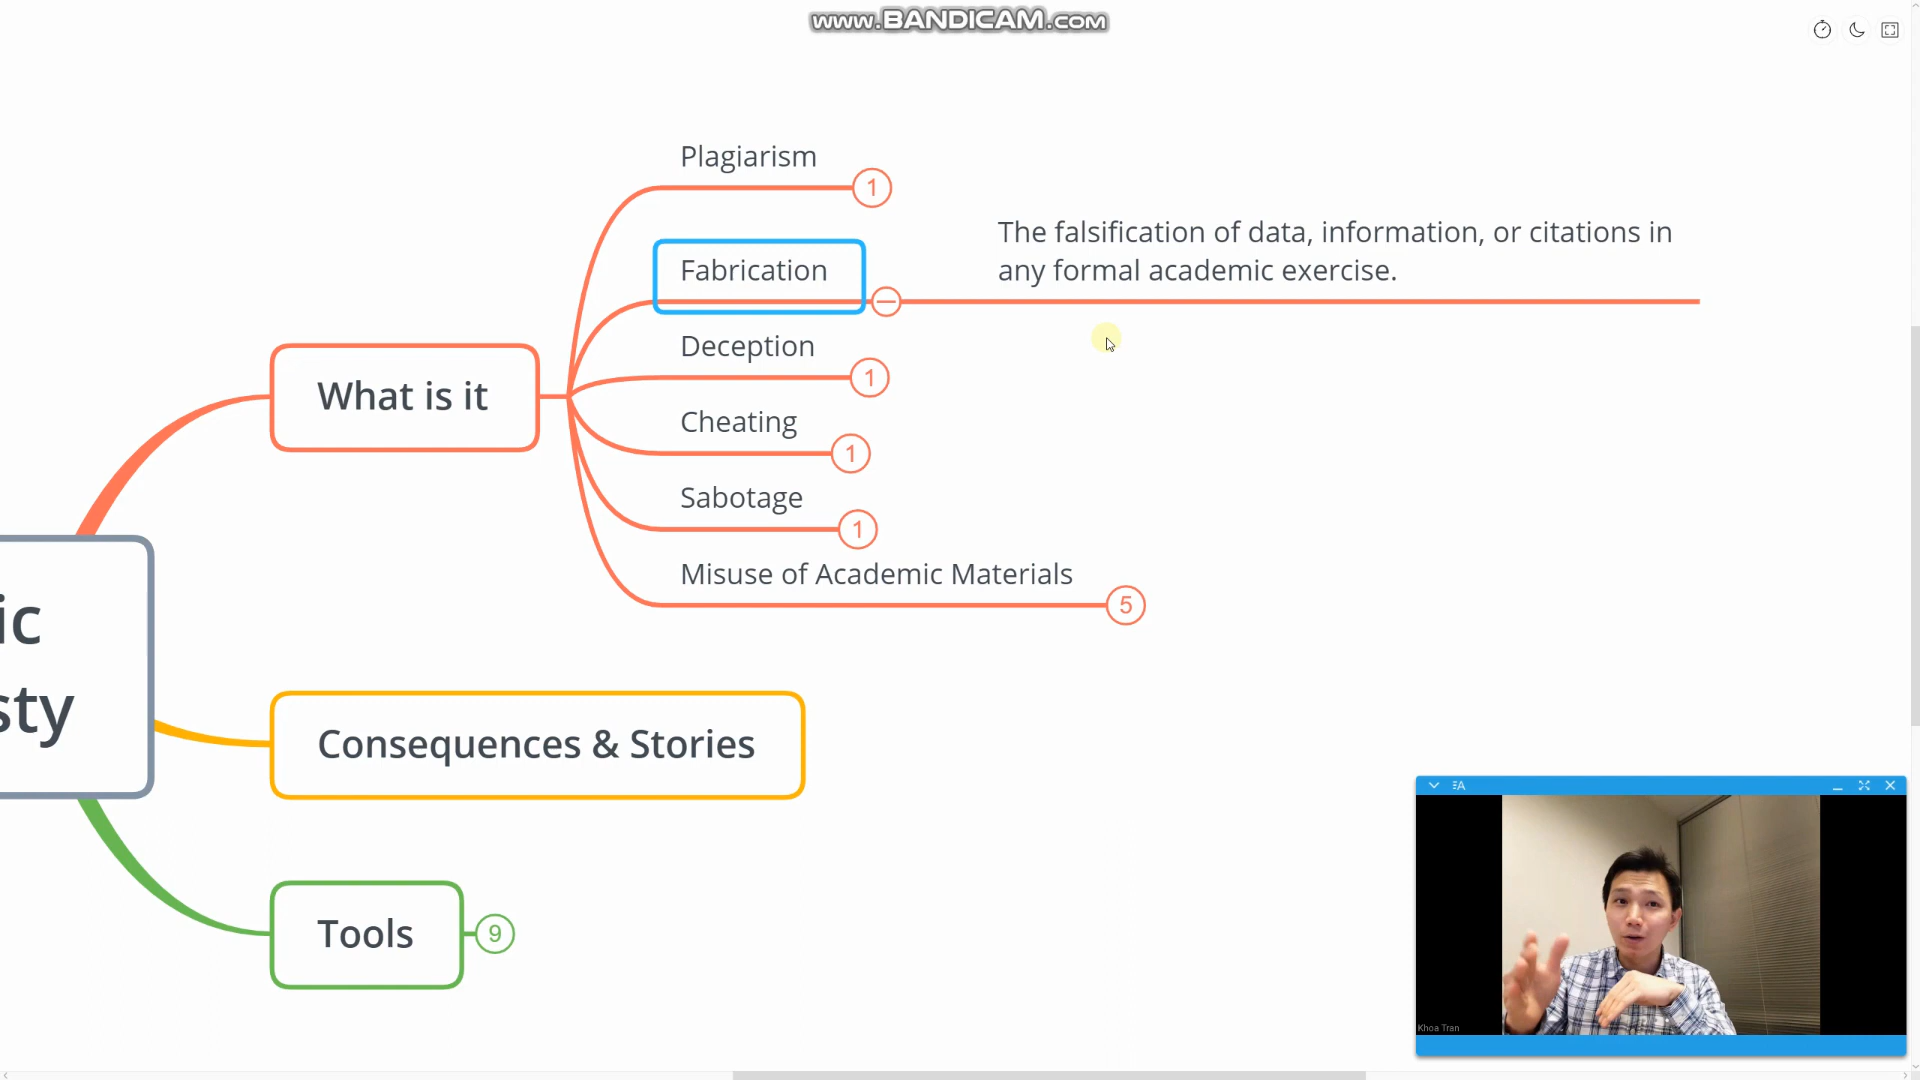 www.BANDICAM.com
Plagiarism
1
The falsification of data, information, or citations in
any formal academic exercise.
Fabrication
Deception
1
What is it
Cheating
1
Sabotage
1
Misuse of Academic Materials
5
ic
sty
Consequences & Stories
Tools
9
Khoa Tran